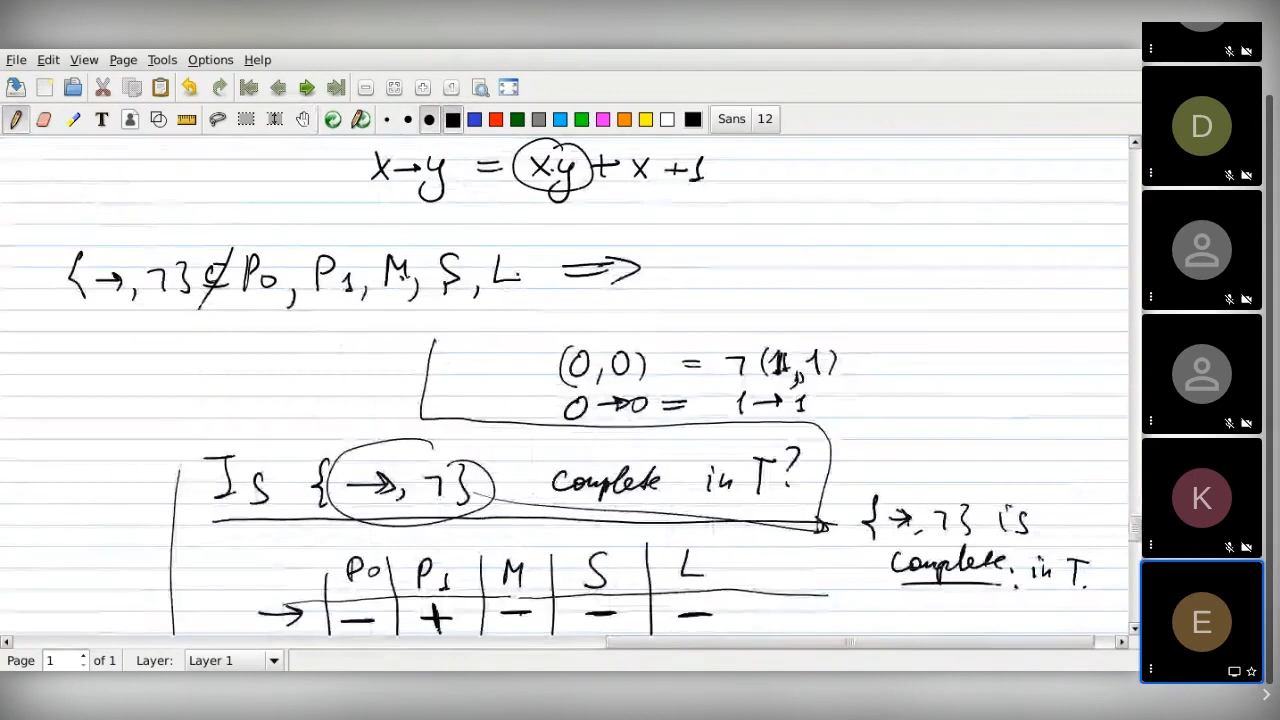 File Edit View Page Tools Options Help
Sans 12
x→y = x·y + x + 1
{→, ¬} ⊄ P0, P1, M, S, L ⟹
(0,0) = ¬(1,1)
0→0 = 1→1
Is {→, ¬} complete in T?
{→, ¬} is
complete in T.
P0 P1 M S L
→ − + − − −
Page 1 of 1 Layer: Layer 1
D
K
E